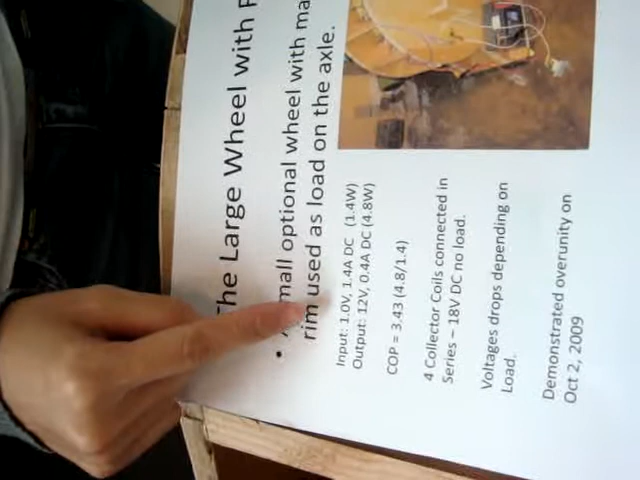 he Large Wheel with
• mall optional wheel with ma
rim used as load on the axle.
Input: 1.0V, 1.4A DC (1.4W)
Output: 12V, 0.4A DC (4.8W)
COP = 3.43 (4.8/1.4)
4 Collector Coils connected in
Series – 18V DC no load.
Voltages drops depending on
Load.
Demonstrated overunity on
Oct 2, 2009